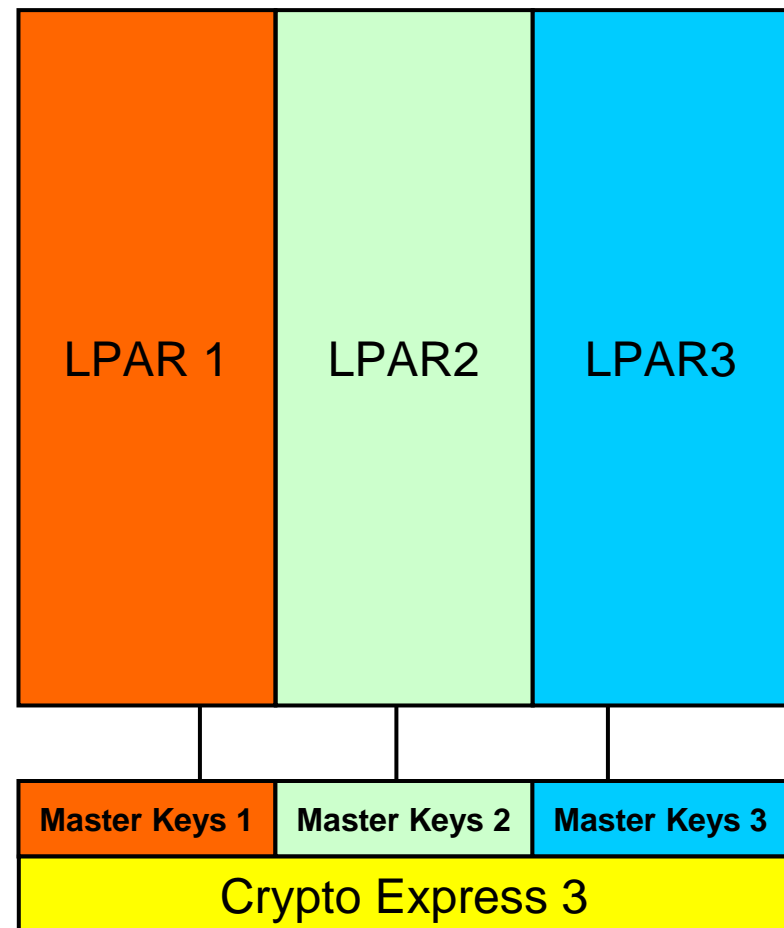 LPAR 1
LPAR2
LPAR3
Master Keys 1
Master Keys 2
Master Keys 3
Crypto Express 3